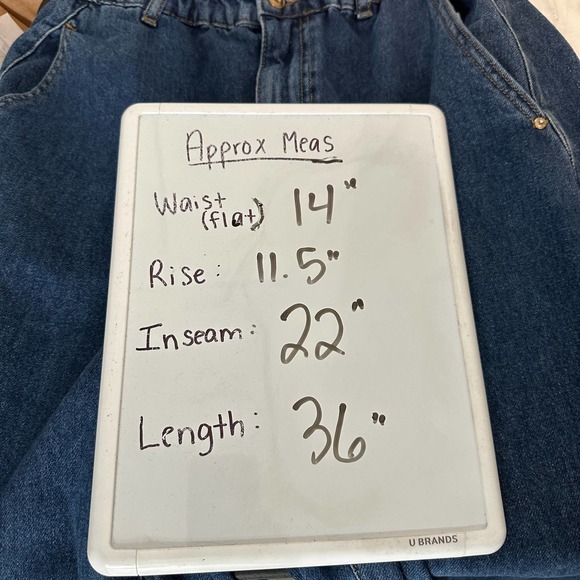 Approx Meas
Waist 14"
(flat)
Rise: 11.5"
Inseam: 22"
Length: 36"
U BRANDS